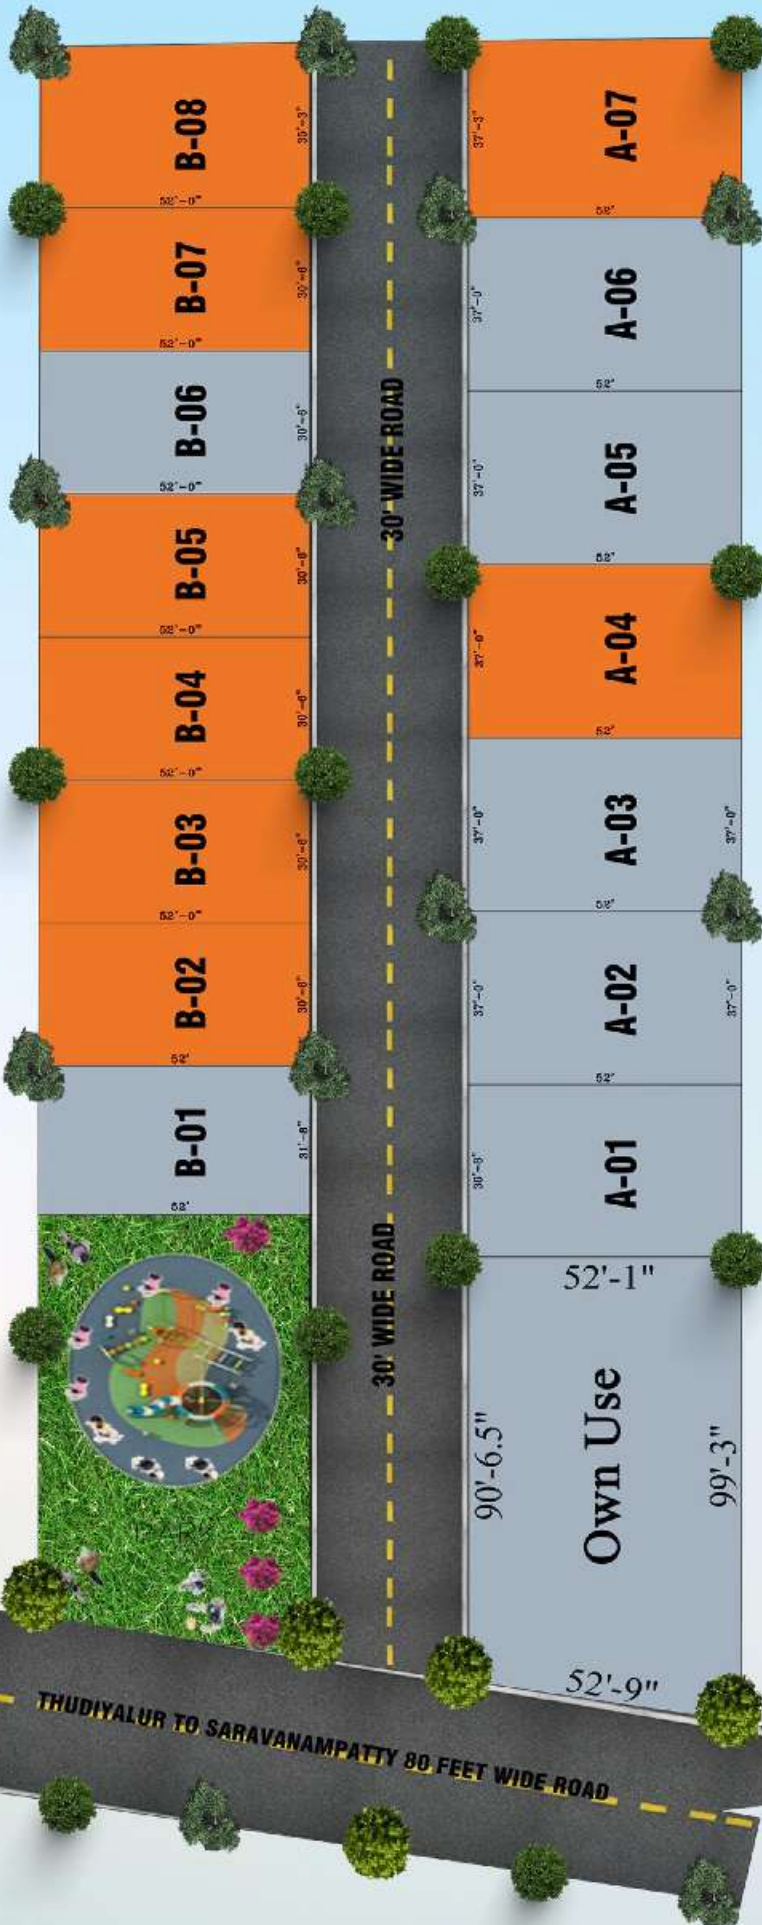 B-08
35'-3"
52'-0"
B-07
30'-6"
52'-0"
B-06
30'-6"
52'-0"
B-05
30'-6"
52'-0"
B-04
30'-6"
52'-0"
B-03
30'-6"
52'-0"
B-02
30'-6"
52'
B-01
31'-8"
52'
PARK
30' WIDE ROAD
30' WIDE ROAD
A-07
37'-3"
52'
A-06
37'-0"
52'
A-05
37'-0"
52'
A-04
37'-0"
52'
A-03
37'-0"
37'-0"
52'
A-02
37'-0"
37'-0"
52'
A-01
52'-1"
Own Use
90'-6.5"
99'-3"
52'-9"
THUDIYALUR TO SARAVANAMPATTY 80 FEET WIDE ROAD